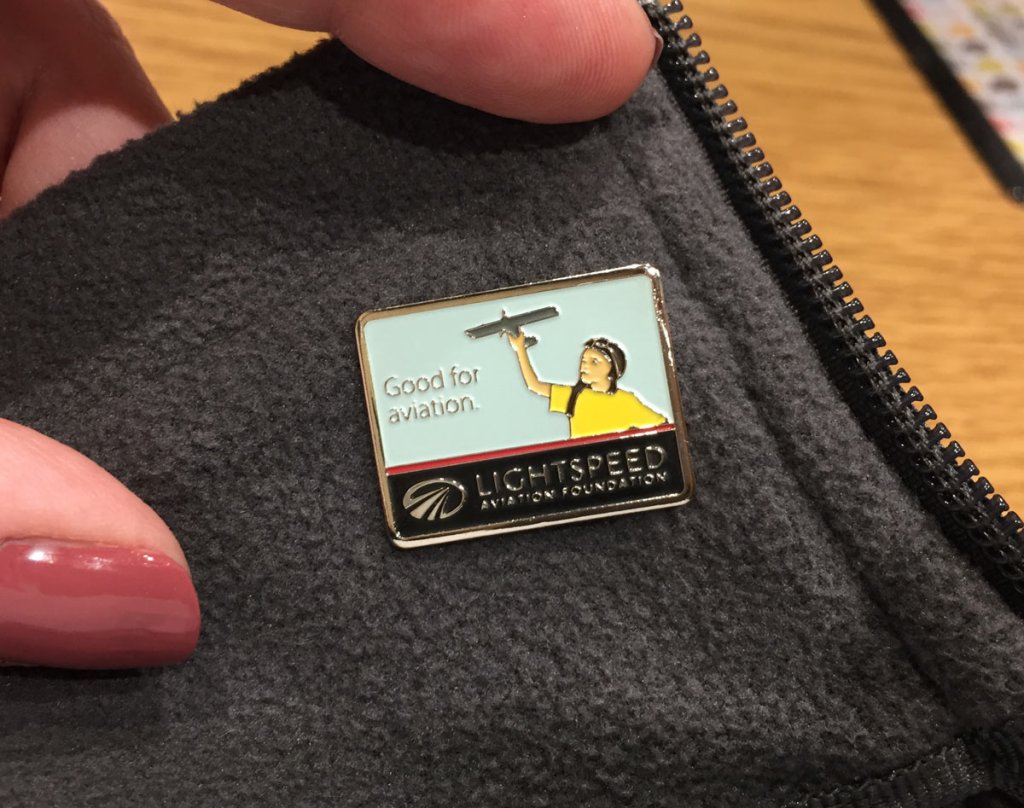 Good for
aviation.
LIGHTSPEED
AVIATION FOUNDATION